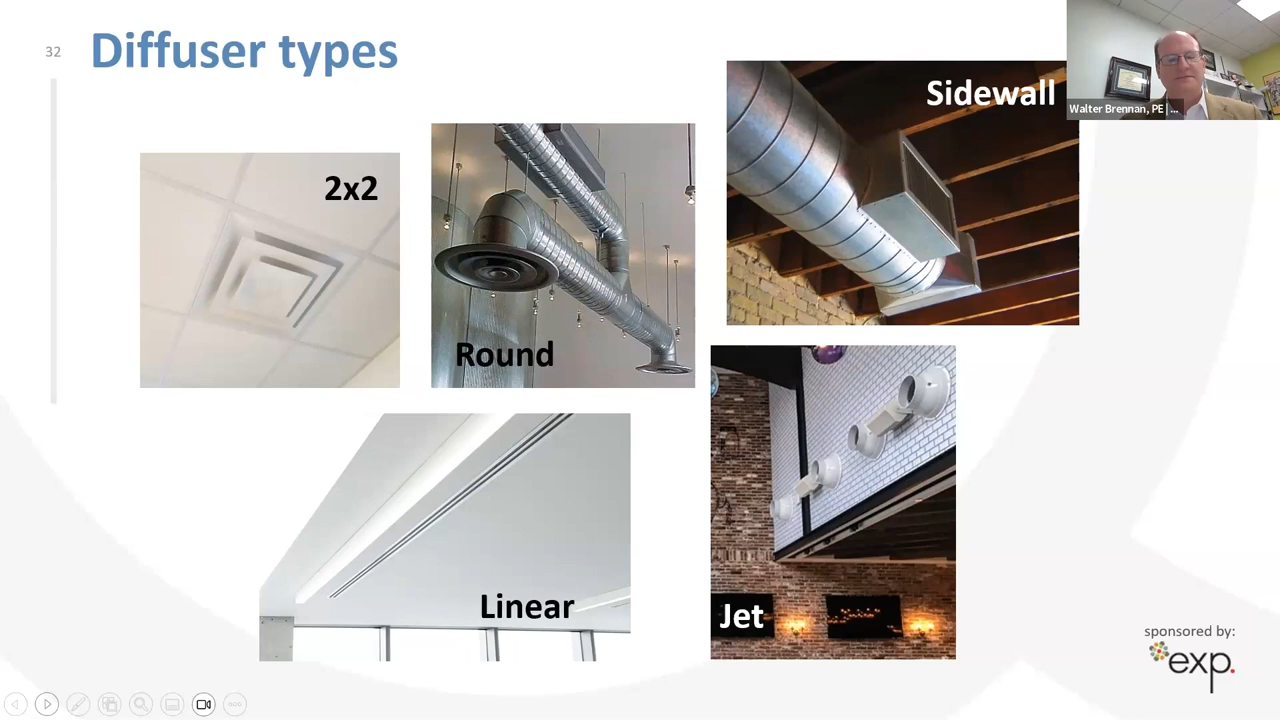 32
Diffuser types
Sidewall
Walter Brennan, PE | ...
2x2
Round
Linear
Jet
sponsored by:
exp.